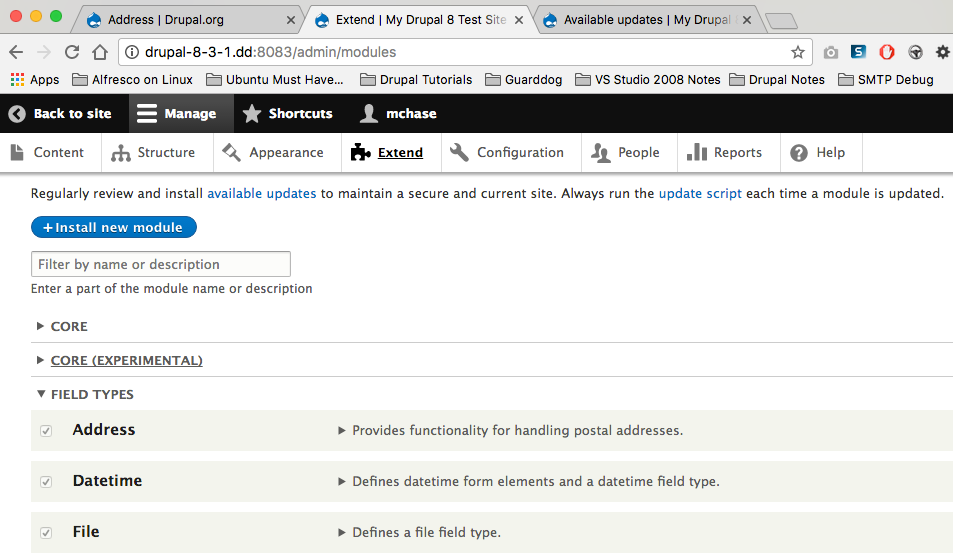 Address | Drupal.org
Extend | My Drupal 8 Test Site
Available updates | My Drupal
drupal-8-3-1.dd:8083/admin/modules
Apps Alfresco on Linux Ubuntu Must Have... Drupal Tutorials Guarddog VS Studio 2008 Notes Drupal Notes SMTP Debug
Back to site Manage Shortcuts mchase
Content Structure Appearance Extend Configuration People Reports Help
Regularly review and install available updates to maintain a secure and current site. Always run the update script each time a module is updated.
+ Install new module
Filter by name or description
Enter a part of the module name or description
CORE
CORE (EXPERIMENTAL)
FIELD TYPES
Address Provides functionality for handling postal addresses.
Datetime Defines datetime form elements and a datetime field type.
File Defines a file field type.